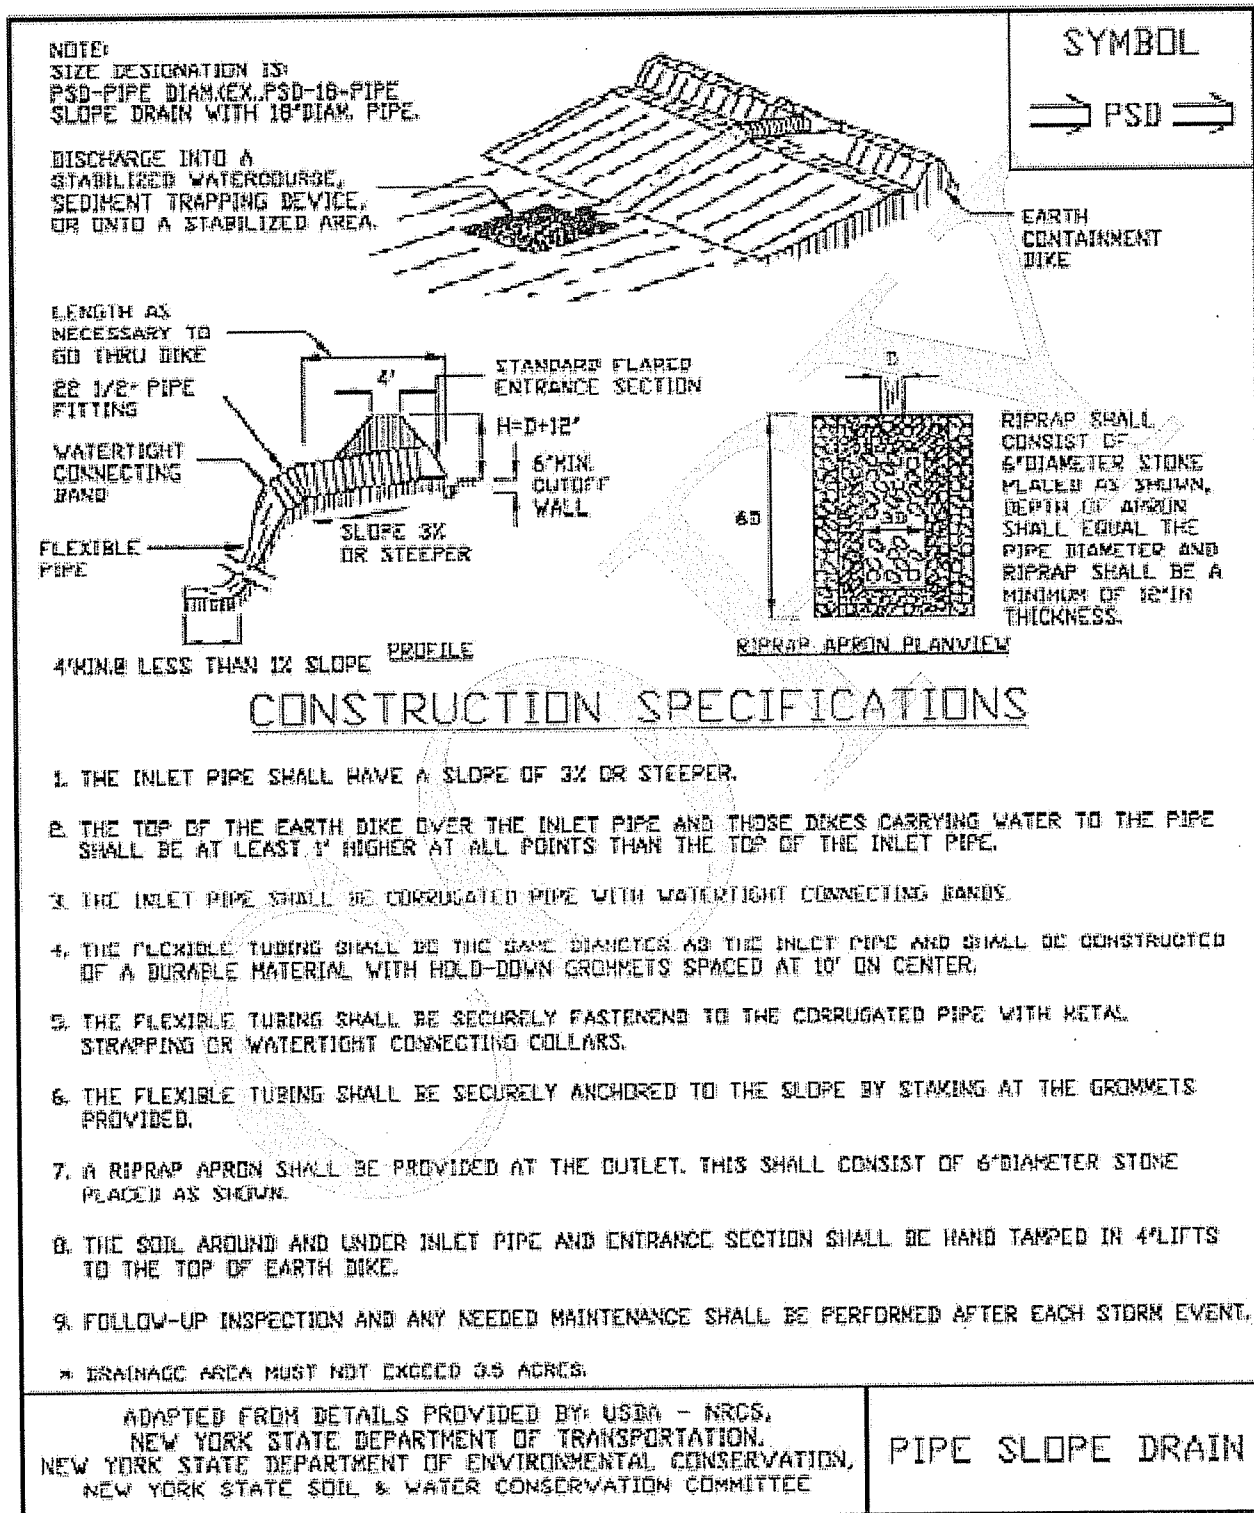 NOTE:
SIZE DESIGNATION IS:
PSD-PIPE DIAM.(EX.,PSD-18-PIPE
SLOPE DRAIN WITH 18"DIAM. PIPE.
DISCHARGE INTO A
STABILIZED WATERCOURSE,
SEDIMENT TRAPPING DEVICE,
OR ONTO A STABILIZED AREA.
SYMBOL
PSD
EARTH
CONTAINMENT
DIKE
LENGTH AS
NECESSARY TO
GO THRU DIKE
22 1/2° PIPE
FITTING
WATERTIGHT
CONNECTING
BAND
FLEXIBLE
PIPE
4'
STANDARD FLARED
ENTRANCE SECTION
H=D+12"
6"MIN.
CUTOFF
WALL
SLOPE 3%
OR STEEPER
4'MIN.@ LESS THAN 1% SLOPE
PROFILE
D
6D
3D
RIPRAP SHALL
CONSIST OF
6"DIAMETER STONE
PLACED AS SHOWN.
DEPTH OF APRON
SHALL EQUAL THE
PIPE DIAMETER AND
RIPRAP SHALL BE A
MINIMUM OF 12"IN
THICKNESS.
RIPRAP APRON PLANVIEW
CONSTRUCTION SPECIFICATIONS
1. THE INLET PIPE SHALL HAVE A SLOPE OF 3% OR STEEPER.
2. THE TOP OF THE EARTH DIKE OVER THE INLET PIPE AND THOSE DIKES CARRYING WATER TO THE PIPE
SHALL BE AT LEAST 1' HIGHER AT ALL POINTS THAN THE TOP OF THE INLET PIPE.
3. THE INLET PIPE SHALL BE CORRUGATED PIPE WITH WATERTIGHT CONNECTING BANDS.
4. THE FLEXIBLE TUBING SHALL BE THE SAME DIAMETER AS THE INLET PIPE AND SHALL BE CONSTRUCTED
OF A DURABLE MATERIAL WITH HOLD-DOWN GROMMETS SPACED AT 10' ON CENTER.
5. THE FLEXIBLE TUBING SHALL BE SECURELY FASTENEND TO THE CORRUGATED PIPE WITH METAL
STRAPPING OR WATERTIGHT CONNECTING COLLARS.
6. THE FLEXIBLE TUBING SHALL BE SECURELY ANCHORED TO THE SLOPE BY STAKING AT THE GROMMETS
PROVIDED.
7. A RIPRAP APRON SHALL BE PROVIDED AT THE OUTLET. THIS SHALL CONSIST OF 6"DIAMETER STONE
PLACED AS SHOWN.
8. THE SOIL AROUND AND UNDER INLET PIPE AND ENTRANCE SECTION SHALL BE HAND TAMPED IN 4"LIFTS
TO THE TOP OF EARTH DIKE.
9. FOLLOW-UP INSPECTION AND ANY NEEDED MAINTENANCE SHALL BE PERFORMED AFTER EACH STORM EVENT.
* DRAINAGE AREA MUST NOT EXCEED 3.5 ACRES.
ADAPTED FROM DETAILS PROVIDED BY: USDA - NRCS,
NEW YORK STATE DEPARTMENT OF TRANSPORTATION,
NEW YORK STATE DEPARTMENT OF ENVIRONMENTAL CONSERVATION,
NEW YORK STATE SOIL & WATER CONSERVATION COMMITTEE
PIPE SLOPE DRAIN